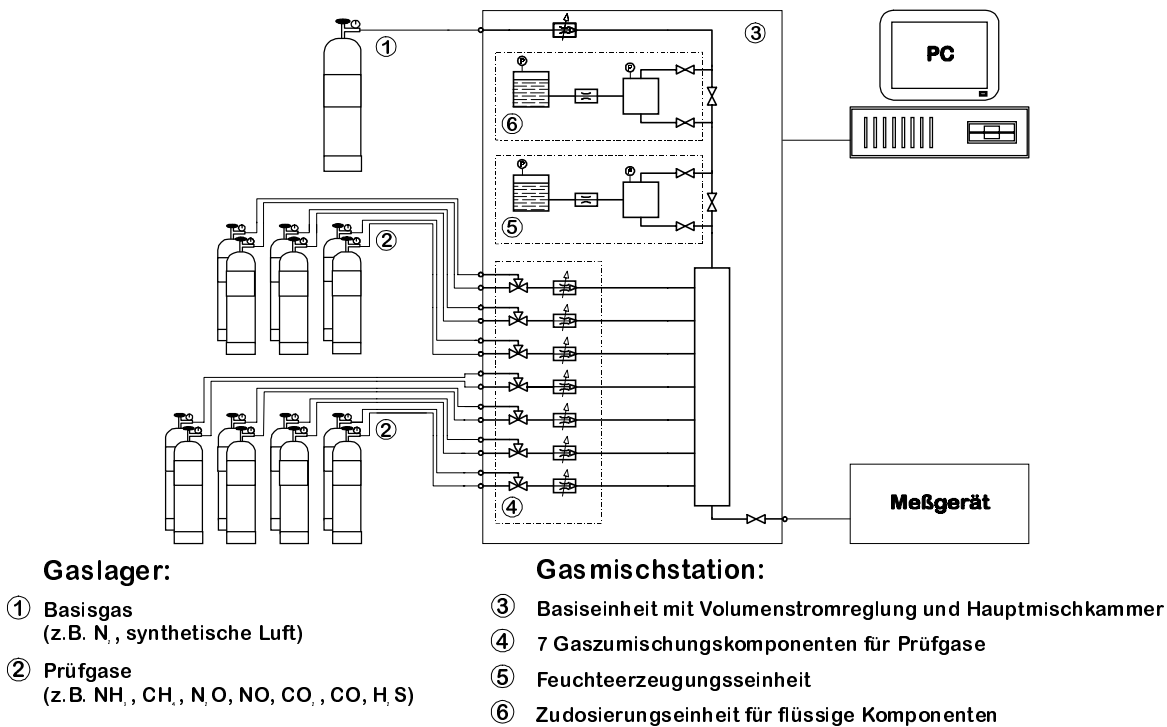 ① ③ PC
P P
⑥
P P
⑤
②
②
④
Meßgerät
Gaslager:
① Basisgas
(z.B. N₂, synthetische Luft)
② Prüfgase
(z.B. NH₃, CH₄, N₂O, NO, CO₂, CO, H₂S)
Gasmischstation:
③ Basiseinheit mit Volumenstromreglung und Hauptmischkammer
④ 7 Gaszumischungskomponenten für Prüfgase
⑤ Feuchteerzeugungsseinheit
⑥ Zudosierungseinheit für flüssige Komponenten